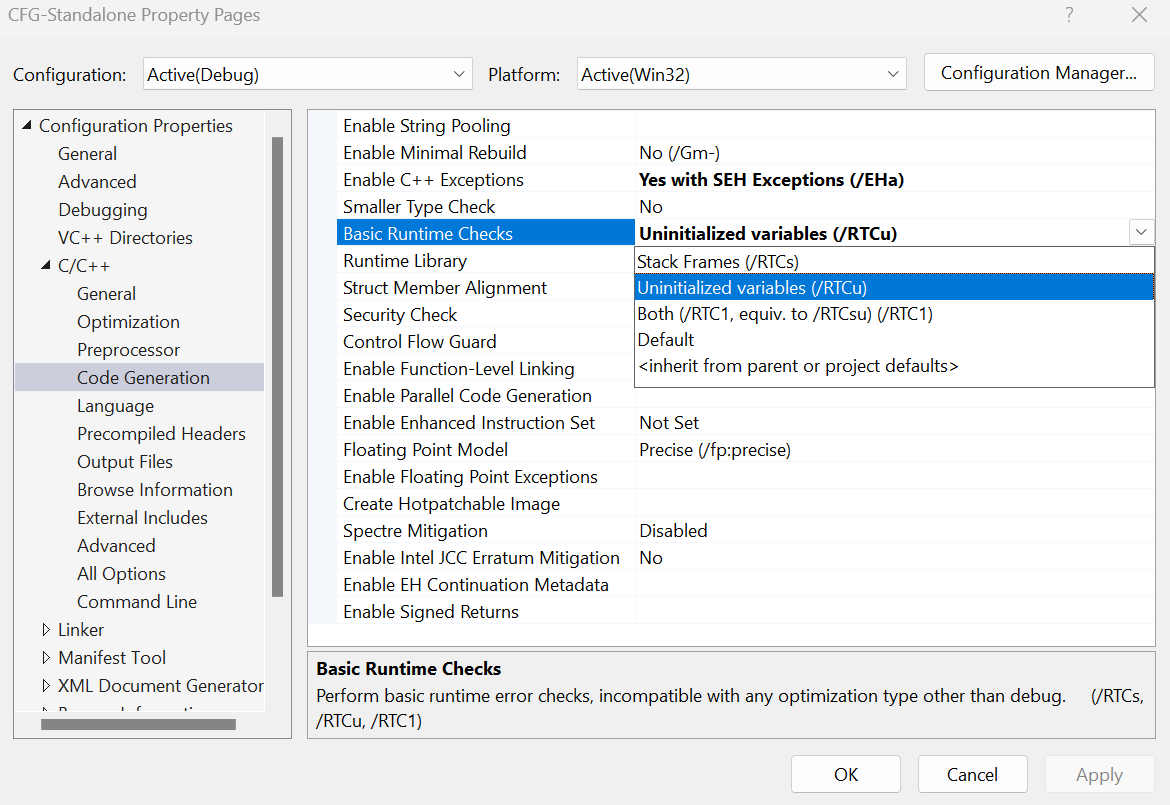 CFG-Standalone Property Pages
?
Configuration: Active(Debug) Platform: Active(Win32) Configuration Manager...
Configuration Properties
General
Advanced
Debugging
VC++ Directories
C/C++
General
Optimization
Preprocessor
Code Generation
Language
Precompiled Headers
Output Files
Browse Information
External Includes
Advanced
All Options
Command Line
Linker
Manifest Tool
XML Document Generator
Enable String Pooling
Enable Minimal Rebuild No (/Gm-)
Enable C++ Exceptions Yes with SEH Exceptions (/EHa)
Smaller Type Check No
Basic Runtime Checks Uninitialized variables (/RTCu)
Runtime Library
Struct Member Alignment
Security Check
Control Flow Guard
Enable Function-Level Linking
Stack Frames (/RTCs)
Uninitialized variables (/RTCu)
Both (/RTC1, equiv. to /RTCsu) (/RTC1)
Default
<inherit from parent or project defaults>
Enable Parallel Code Generation
Enable Enhanced Instruction Set Not Set
Floating Point Model Precise (/fp:precise)
Enable Floating Point Exceptions
Create Hotpatchable Image
Spectre Mitigation Disabled
Enable Intel JCC Erratum Mitigation No
Enable EH Continuation Metadata
Enable Signed Returns
Basic Runtime Checks
Perform basic runtime error checks, incompatible with any optimization type other than debug. (/RTCs,
/RTCu, /RTC1)
OK Cancel Apply